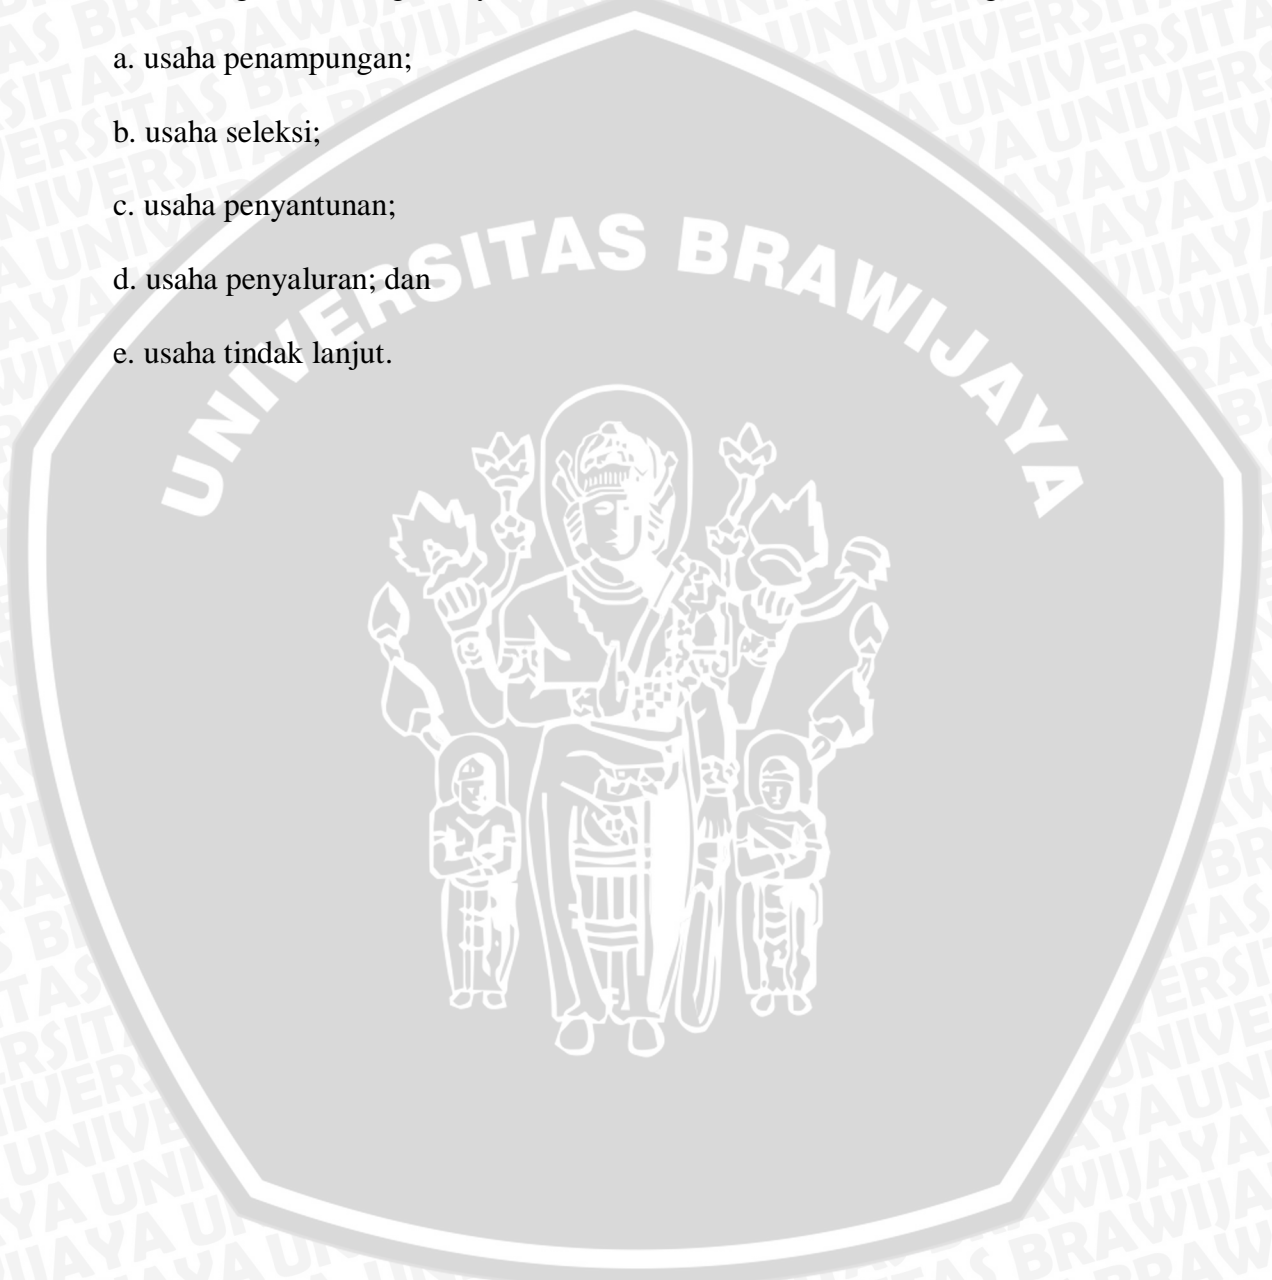 a. usaha penampungan;
b. usaha seleksi;
c. usaha penyantunan;
d. usaha penyaluran; dan
e. usaha tindak lanjut.
UNIVERSITAS BRAWIJAYA